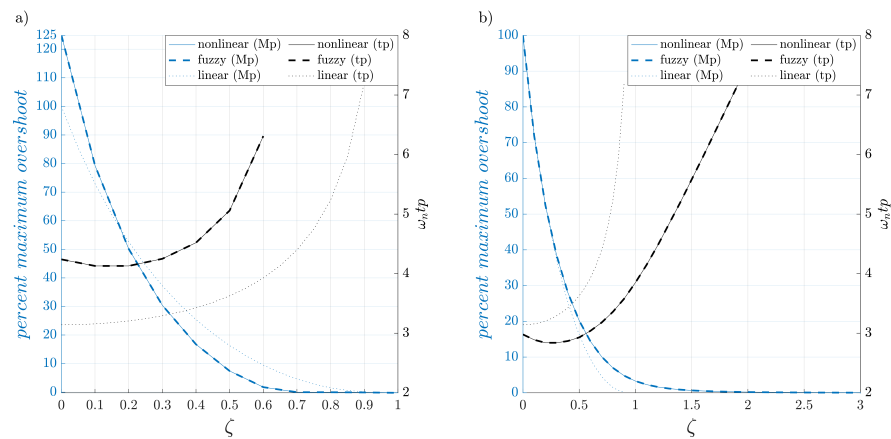 a)
nonlinear (Mp) nonlinear (tp)
fuzzy (Mp) fuzzy (tp)
linear (Mp) linear (tp)
percent maximum overshoot
125
120
110
100
90
80
70
60
50
40
30
20
10
0
8
7
6
5
4
3
2
ωₙtp
0 0.1 0.2 0.3 0.4 0.5 0.6 0.7 0.8 0.9 1
ζ
b)
nonlinear (Mp) nonlinear (tp)
fuzzy (Mp) fuzzy (tp)
linear (Mp) linear (tp)
percent maximum overshoot
100
90
80
70
60
50
40
30
20
10
0
8
7
6
5
4
3
2
ωₙtp
0 0.5 1 1.5 2 2.5 3
ζ